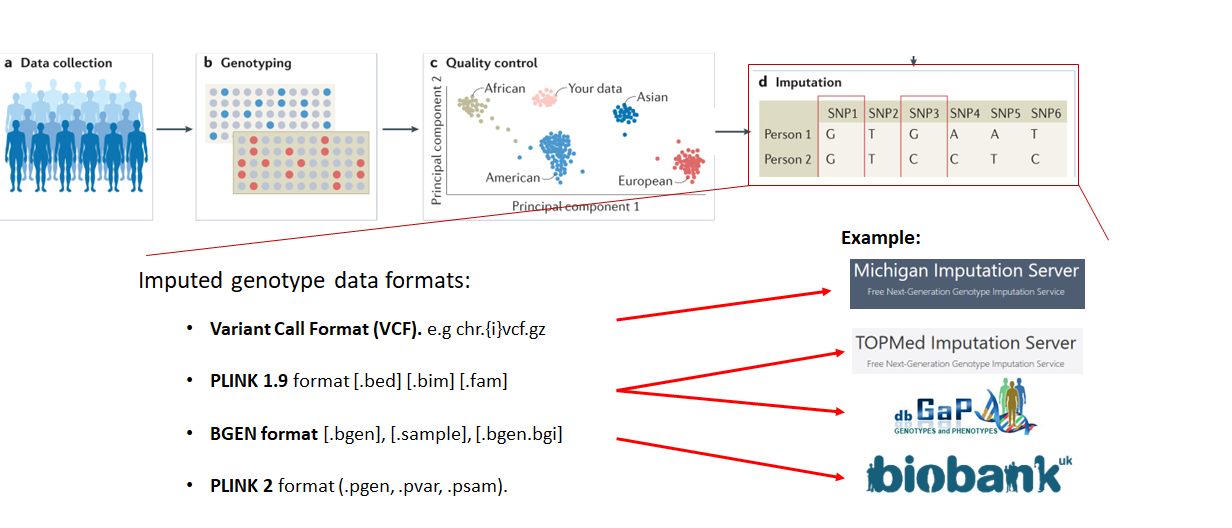 a Data collection
b Genotyping
c Quality control
Principal component 2
African
Your data
Asian
American
European
Principal component 1
d Imputation
SNP1 SNP2 SNP3 SNP4 SNP5 SNP6
Person 1 G T G A A T
Person 2 G T C C T C
Example:
Imputed genotype data formats:
Michigan Imputation Server
Free Next-Generation Genotype Imputation Service
• Variant Call Format (VCF). e.g chr.{i}vcf.gz
TOPMed Imputation Server
Free Next-Generation Genotype Imputation Service
• PLINK 1.9 format [.bed] [.bim] [.fam]
db GaP
GENOTYPES and PHENOTYPES
• BGEN format [.bgen], [.sample], [.bgen.bgi]
biobank uk
• PLINK 2 format (.pgen, .pvar, .psam).